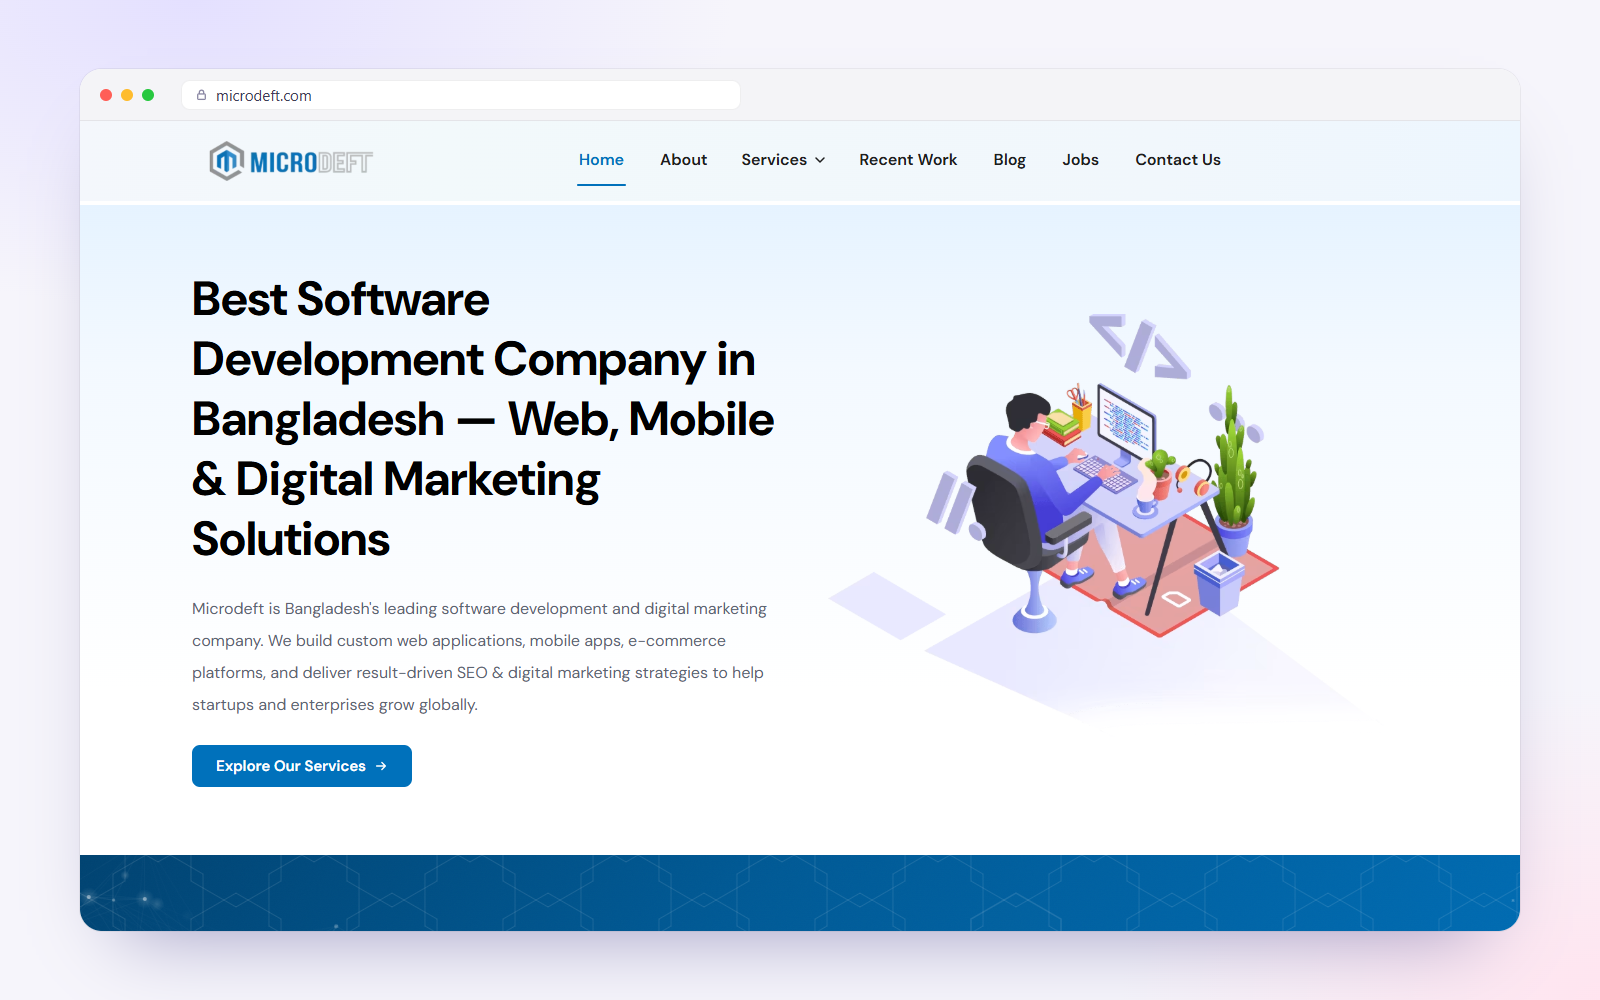 microdeft.com
MICRODEFT
Home About Services Recent Work Blog Jobs Contact Us
Best Software
Development Company in
Bangladesh — Web, Mobile
& Digital Marketing
Solutions
Microdeft is Bangladesh's leading software development and digital marketing
company. We build custom web applications, mobile apps, e-commerce
platforms, and deliver result-driven SEO & digital marketing strategies to help
startups and enterprises grow globally.
Explore Our Services →